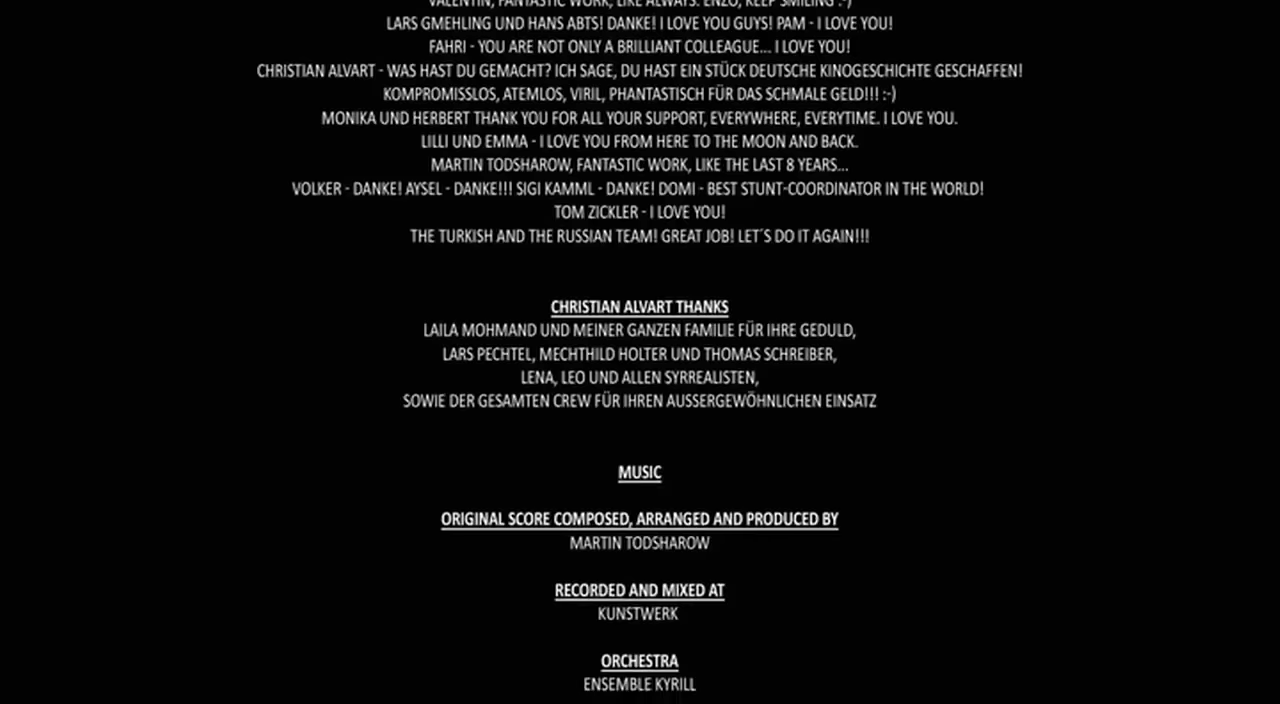 VALENTIN, FANTASTIC WORK, LIKE ALWAYS. ENZO, KEEP SMILING :-)
LARS GMEHLING UND HANS ABTS! DANKE! I LOVE YOU GUYS! PAM - I LOVE YOU!
FAHRI - YOU ARE NOT ONLY A BRILLIANT COLLEAGUE... I LOVE YOU!
CHRISTIAN ALVART - WAS HAST DU GEMACHT? ICH SAGE, DU HAST EIN STÜCK DEUTSCHE KINOGESCHICHTE GESCHAFFEN!
KOMPROMISSLOS, ATEMLOS, VIRIL, PHANTASTISCH FÜR DAS SCHMALE GELD!!! :-)
MONIKA UND HERBERT THANK YOU FOR ALL YOUR SUPPORT, EVERYWHERE, EVERYTIME. I LOVE YOU.
LILLI UND EMMA - I LOVE YOU FROM HERE TO THE MOON AND BACK.
MARTIN TODSHAROW, FANTASTIC WORK, LIKE THE LAST 8 YEARS...
VOLKER - DANKE! AYSEL - DANKE!!! SIGI KAMML - DANKE! DOMI - BEST STUNT-COORDINATOR IN THE WORLD!
TOM ZICKLER - I LOVE YOU!
THE TURKISH AND THE RUSSIAN TEAM! GREAT JOB! LET´S DO IT AGAIN!!!
CHRISTIAN ALVART THANKS
LAILA MOHMAND UND MEINER GANZEN FAMILIE FÜR IHRE GEDULD,
LARS PECHTEL, MECHTHILD HOLTER UND THOMAS SCHREIBER,
LENA, LEO UND ALLEN SYRREALISTEN,
SOWIE DER GESAMTEN CREW FÜR IHREN AUSSERGEWÖHNLICHEN EINSATZ
MUSIC
ORIGINAL SCORE COMPOSED, ARRANGED AND PRODUCED BY
MARTIN TODSHAROW
RECORDED AND MIXED AT
KUNSTWERK
ORCHESTRA
ENSEMBLE KYRILL